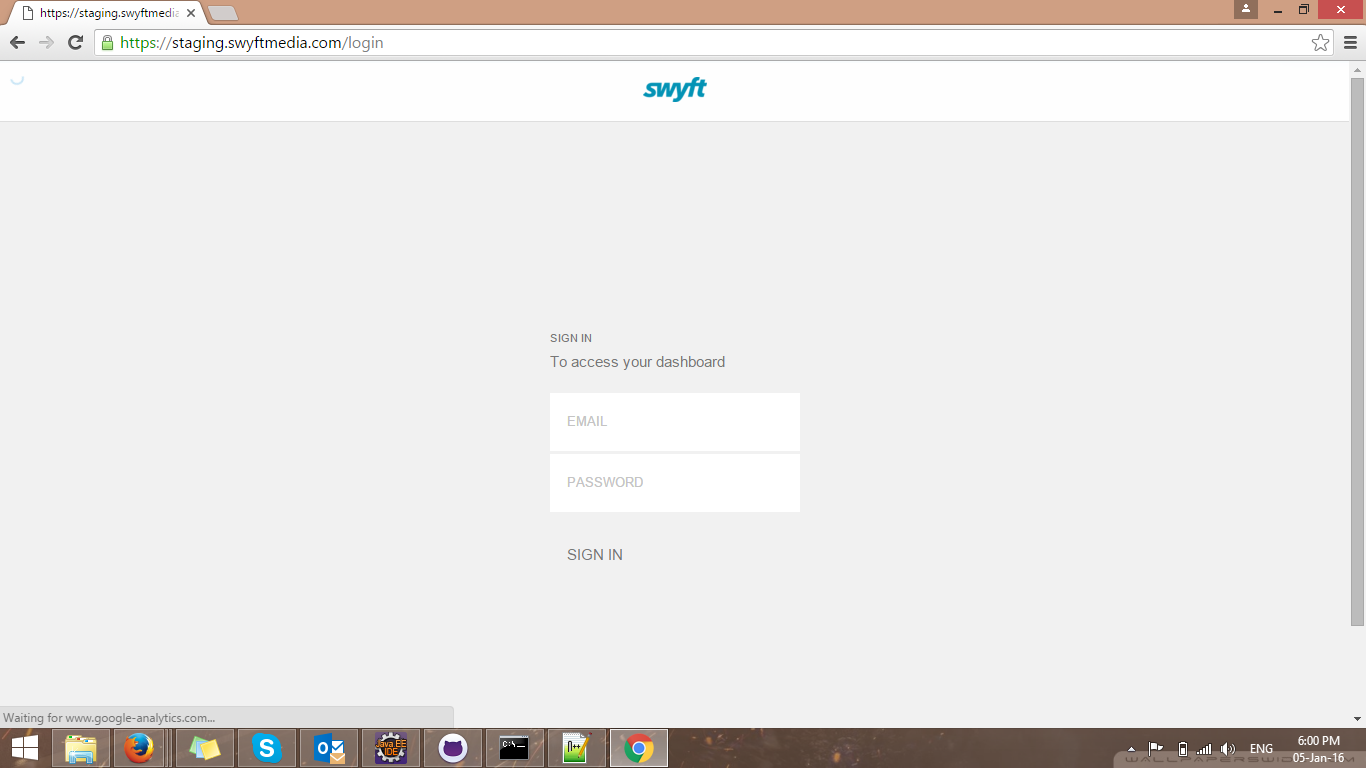 https://staging.swyftmedia
https://staging.swyftmedia.com/login
swyft
SIGN IN
To access your dashboard
EMAIL
PASSWORD
SIGN IN
Waiting for www.google-analytics.com...
Java EE
IDE
C:\_
ENG
6:00 PM
05-Jan-16